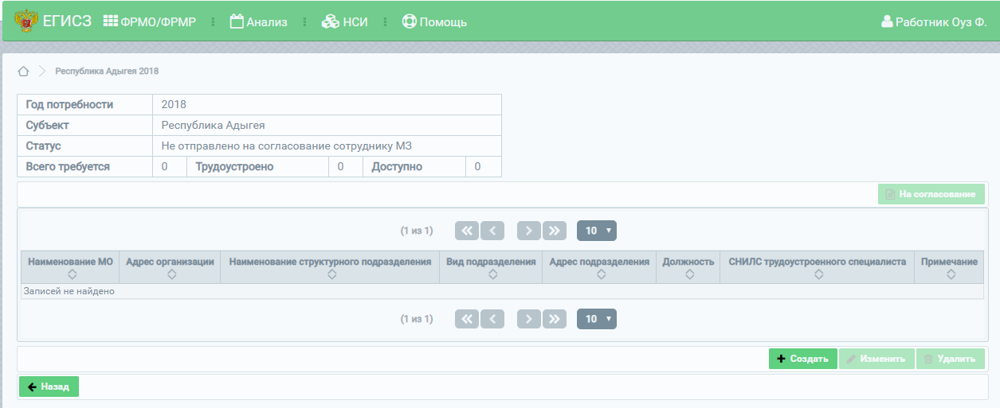 ЕГИСЗ ФРМО/ФРМР Анализ НСИ Помощь Работник Оуз Ф.
Республика Адыгея 2018
Год потребности 2018
Субъект Республика Адыгея
Статус Не отправлено на согласование сотруднику МЗ
Всего требуется 0 Трудоустроено 0 Доступно 0
На согласование
(1 из 1) 10
Наименование МО Адрес организации Наименование структурного подразделения Вид подразделения Адрес подразделения Должность СНИЛС трудоустроенного специалиста Примечание
Записей не найдено
(1 из 1) 10
Создать Изменить Удалить
Назад